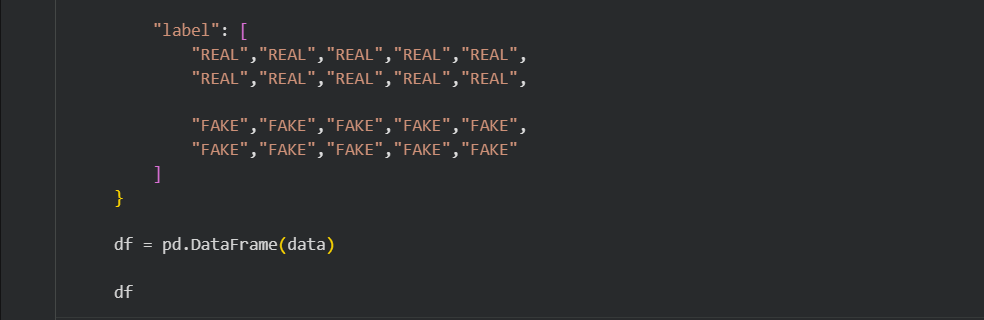 "label": [
"REAL","REAL","REAL","REAL","REAL",
"REAL","REAL","REAL","REAL","REAL",
"FAKE","FAKE","FAKE","FAKE","FAKE",
"FAKE","FAKE","FAKE","FAKE","FAKE"
]
}
df = pd.DataFrame(data)
df